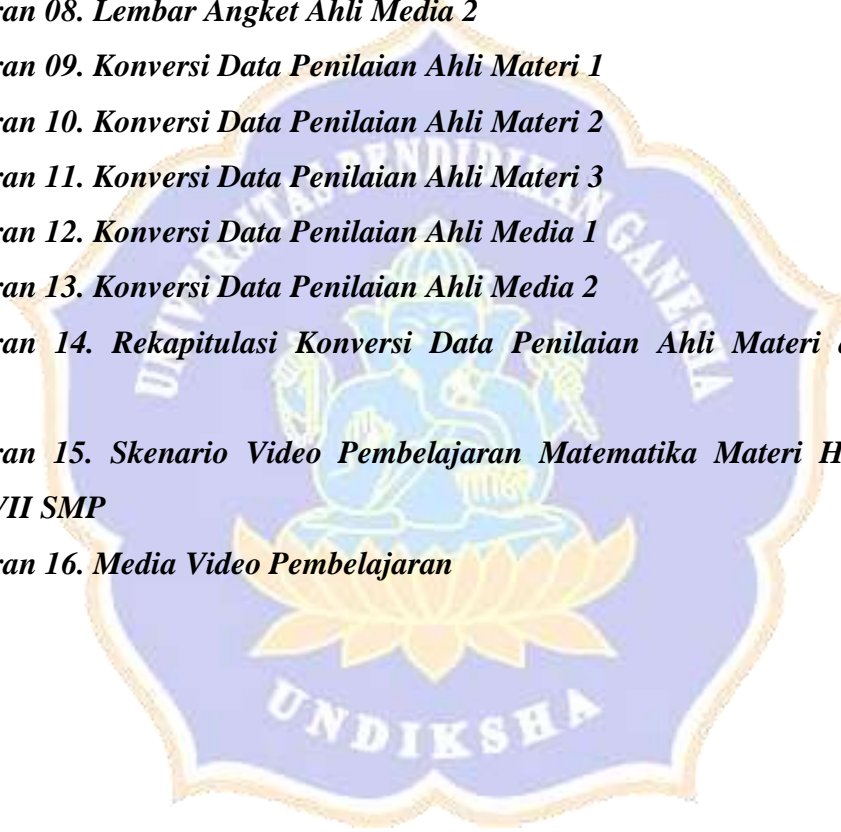 ran 08. Lembar Angket Ahli Media 2
ran 09. Konversi Data Penilaian Ahli Materi 1
ran 10. Konversi Data Penilaian Ahli Materi 2
ran 11. Konversi Data Penilaian Ahli Materi 3
ran 12. Konversi Data Penilaian Ahli Media 1
ran 13. Konversi Data Penilaian Ahli Media 2
ran 14. Rekapitulasi Konversi Data Penilaian Ahli Materi
ran 15. Skenario Video Pembelajaran Matematika Materi H
VII SMP
ran 16. Media Video Pembelajaran
UNIVERSITAS PENDIDIKAN GANESHA
UNDIKSHA